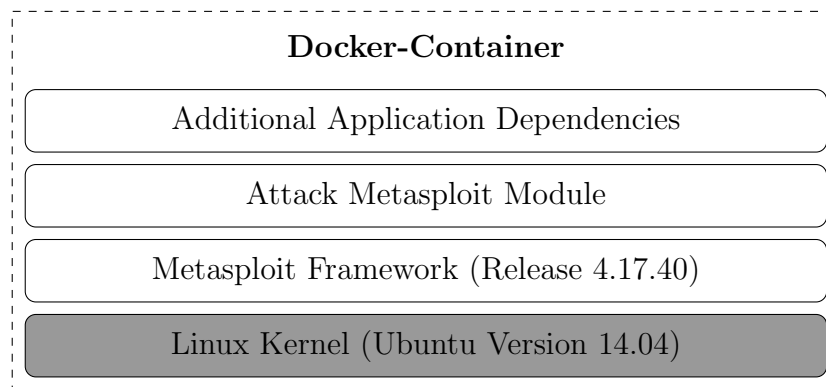 Docker-Container
Additional Application Dependencies
Attack Metasploit Module
Metasploit Framework (Release 4.17.40)
Linux Kernel (Ubuntu Version 14.04)